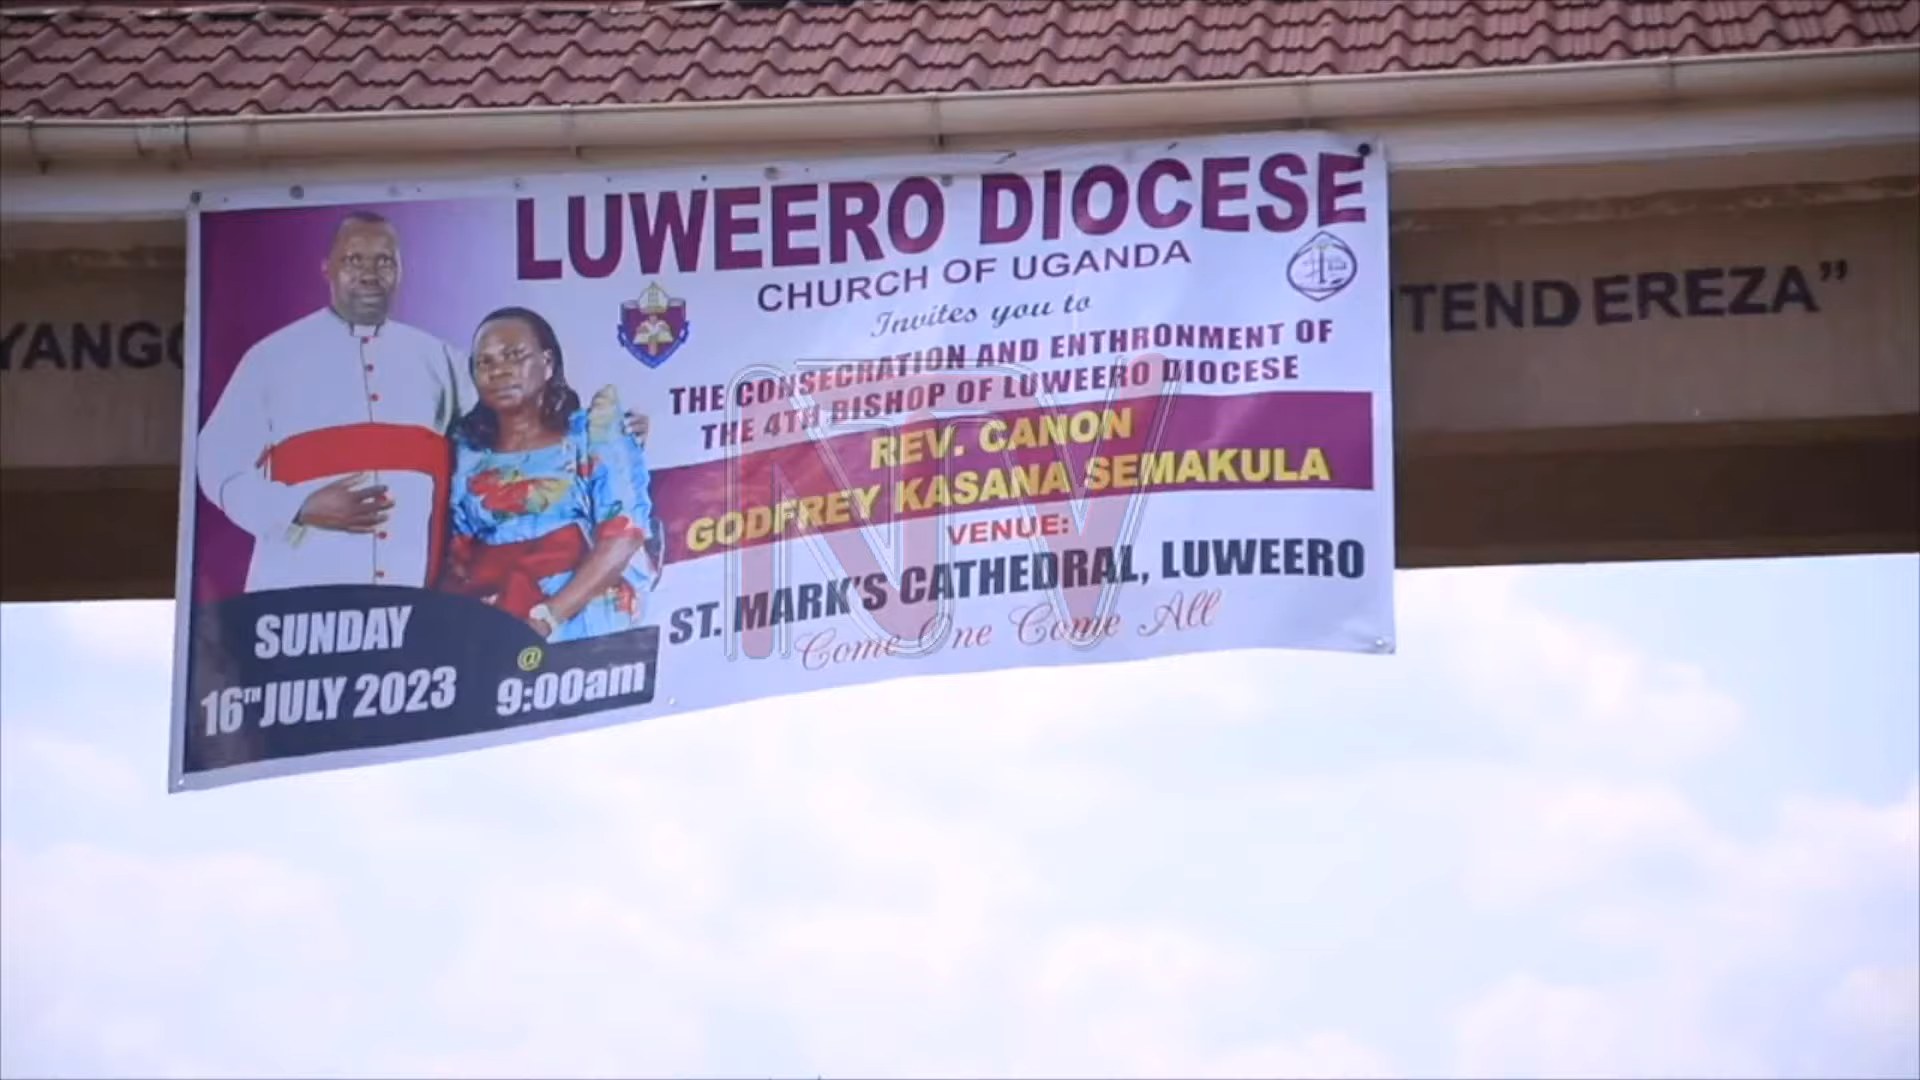 LUWEERO DIOCESE
CHURCH OF UGANDA
Invites you to
THE CONSECRATION AND ENTHRONMENT OF
THE 4TH BISHOP OF LUWEERO DIOCESE
REV. CANON
GODFREY KASANA SEMAKULA
VENUE:
ST. MARK'S CATHEDRAL, LUWEERO
Come One Come All
SUNDAY
16TH JULY 2023
@
9:00am
TENDEREZA”
NTV